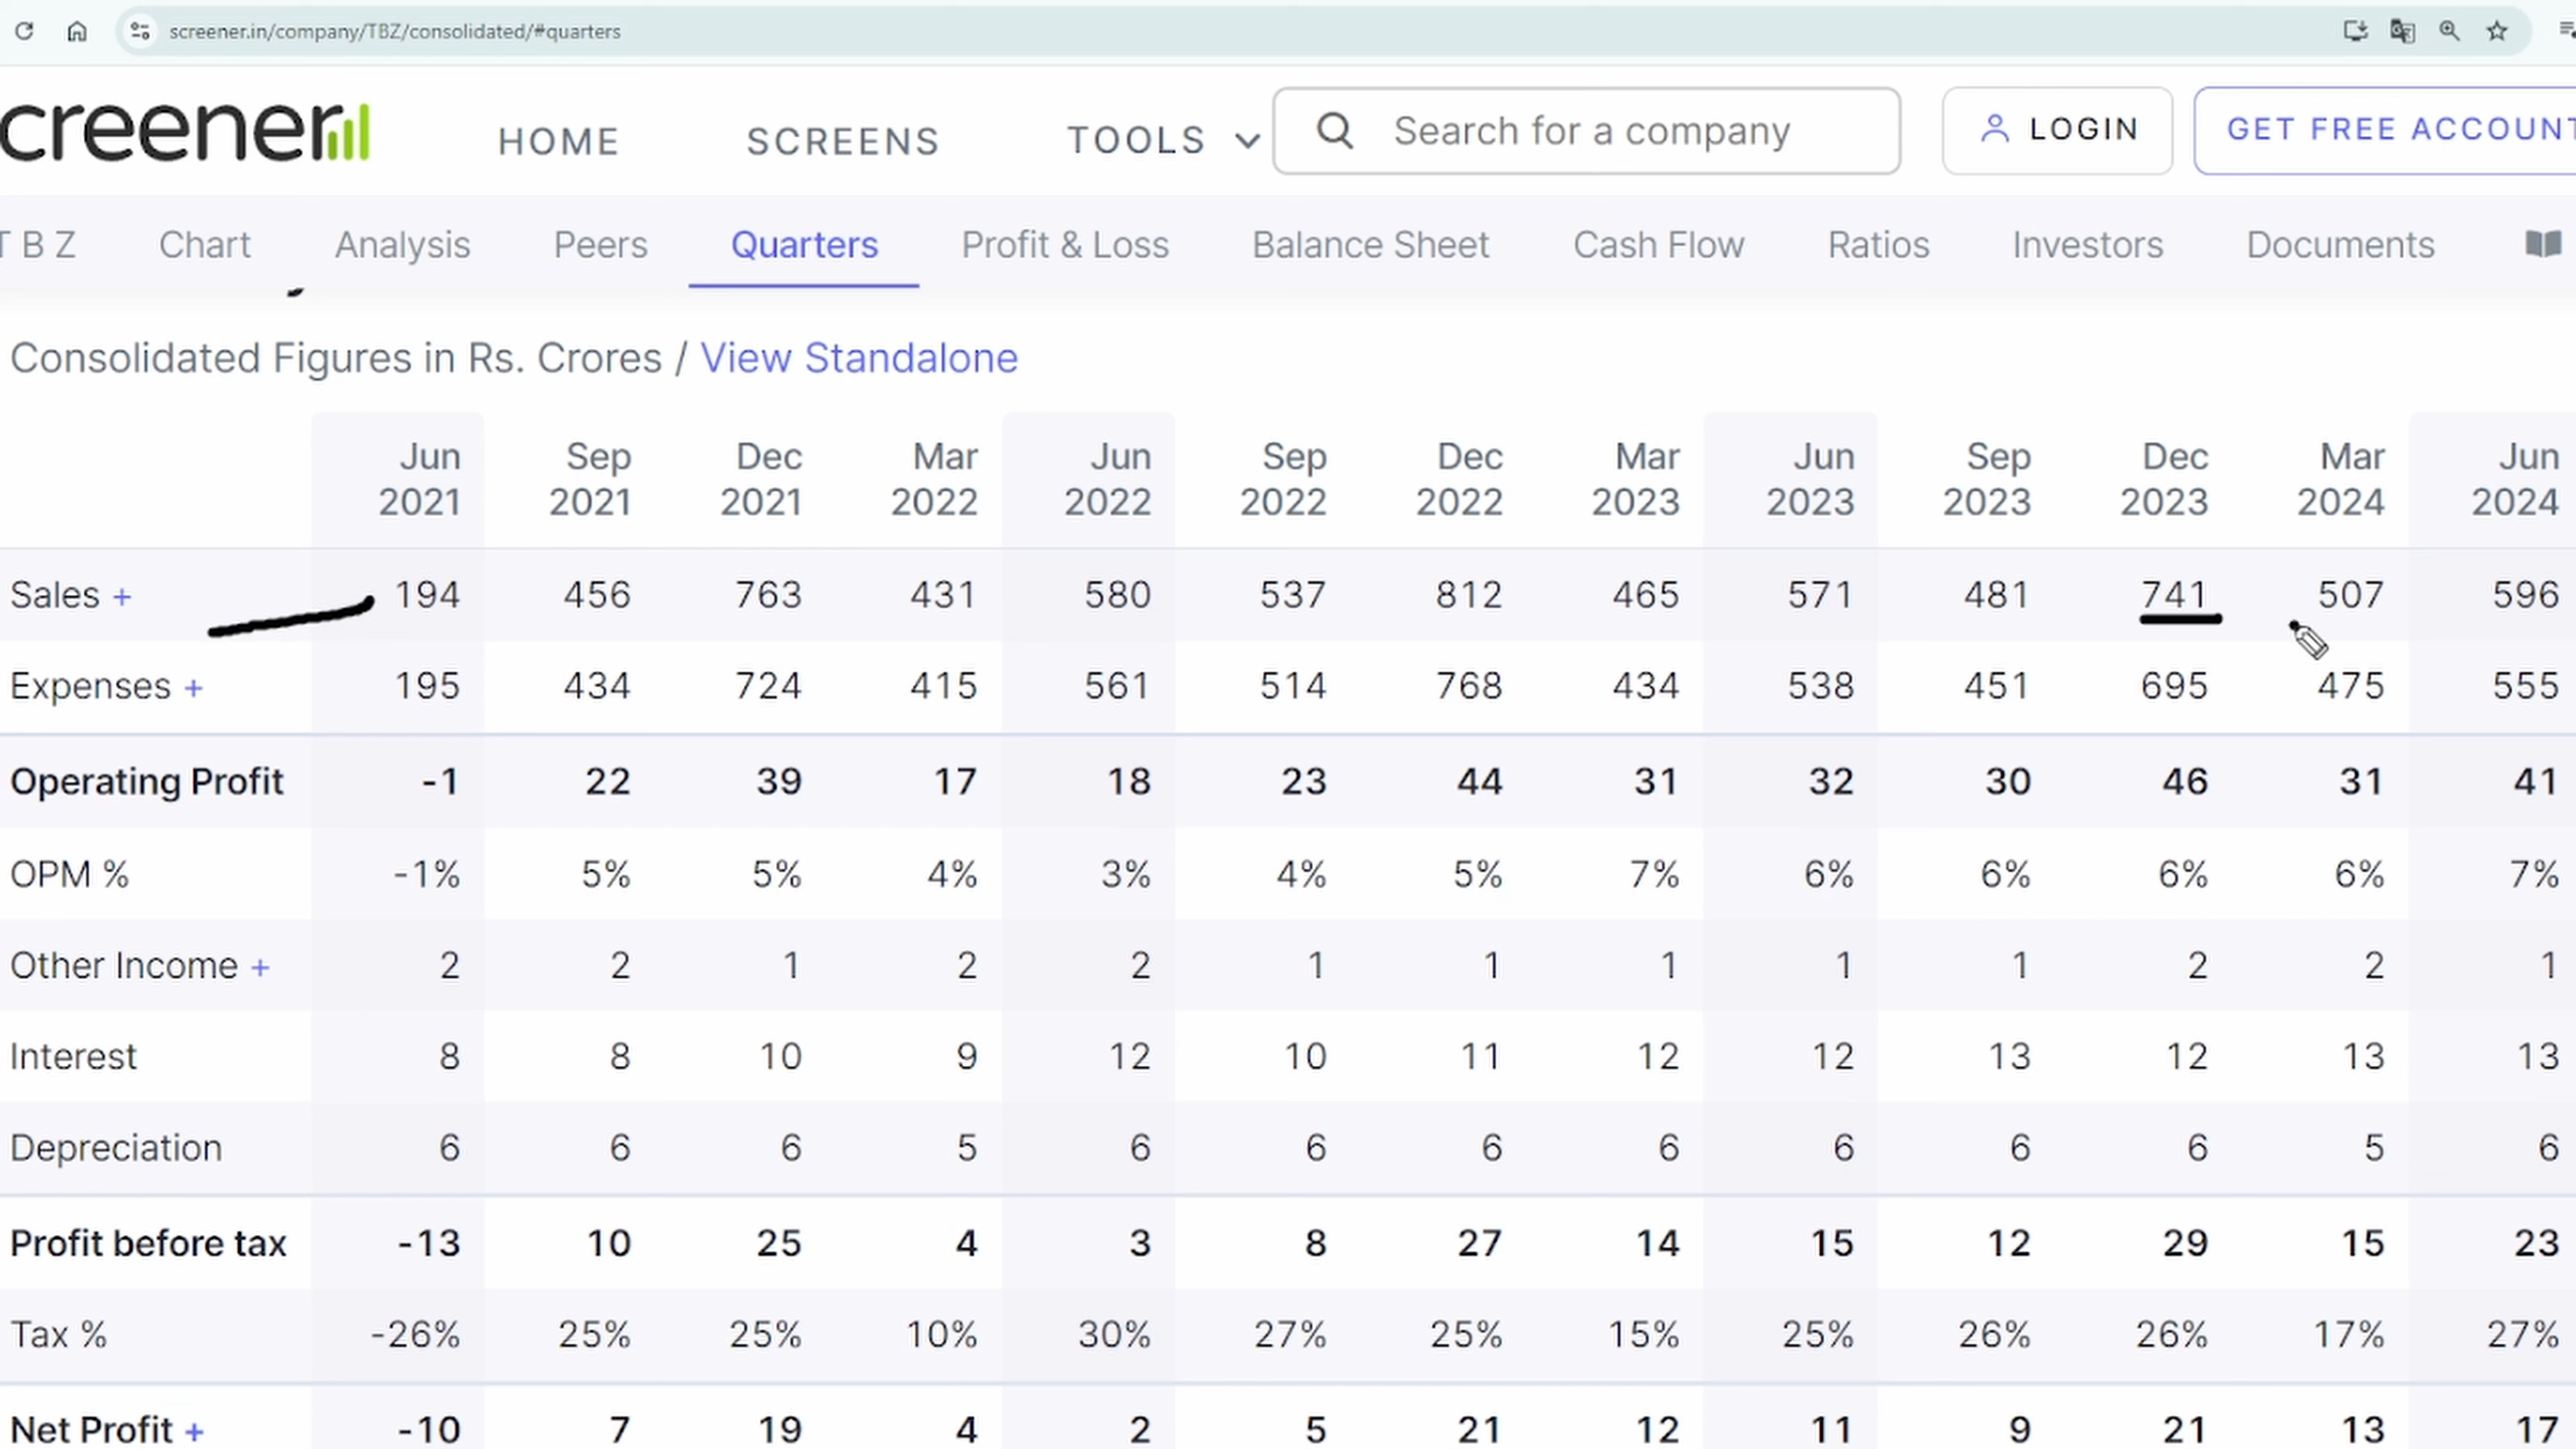 screener.in/company/TBZ/consolidated/#quarters
creener
HOME SCREENS TOOLS Search for a company LOGIN GET FREE ACCOUNT
T B Z Chart Analysis Peers Quarters Profit & Loss Balance Sheet Cash Flow Ratios Investors Documents
Consolidated Figures in Rs. Crores / View Standalone
Jun 2021 Sep 2021 Dec 2021 Mar 2022 Jun 2022 Sep 2022 Dec 2022 Mar 2023 Jun 2023 Sep 2023 Dec 2023 Mar 2024 Jun 2024
Sales + 194 456 763 431 580 537 812 465 571 481 741 507 596
Expenses + 195 434 724 415 561 514 768 434 538 451 695 475 555
Operating Profit -1 22 39 17 18 23 44 31 32 30 46 31 41
OPM % -1% 5% 5% 4% 3% 4% 5% 7% 6% 6% 6% 6% 7%
Other Income + 2 2 1 2 2 1 1 1 1 1 2 2 1
Interest 8 8 10 9 12 10 11 12 12 13 12 13 13
Depreciation 6 6 6 5 6 6 6 6 6 6 6 5 6
Profit before tax -13 10 25 4 3 8 27 14 15 12 29 15 23
Tax % -26% 25% 25% 10% 30% 27% 25% 15% 25% 26% 26% 17% 27%
Net Profit + -10 7 19 4 2 5 21 12 11 9 21 13 17